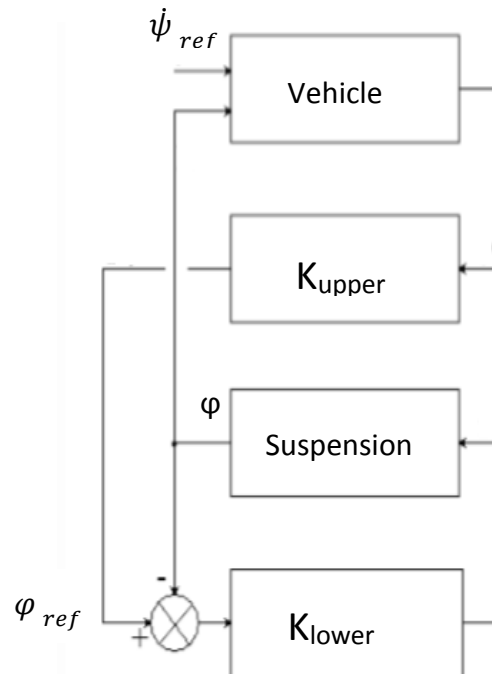 ψ̇ ref
Vehicle
Kupper
φ
Suspension
-
φ ref
+
Klower